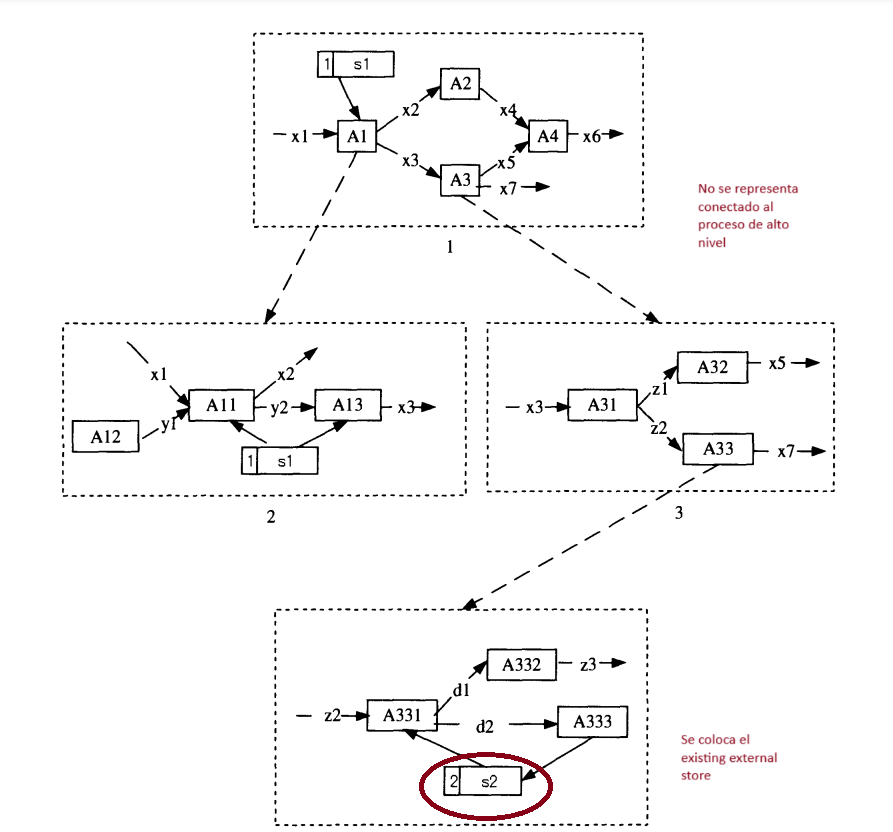 1 s1
A2
x2
x4
x1
A1
A4
x6
x3
x5
A3
x7
No se representa
conectado al
proceso de alto
nivel
1
x1
x2
A11
y2
A13
x3
A12
y1
1 s1
2
A32
x5
z1
x3
A31
z2
A33
x7
3
A332
z3
d1
z2
A331
d2
A333
2 s2
Se coloca el
existing external
store